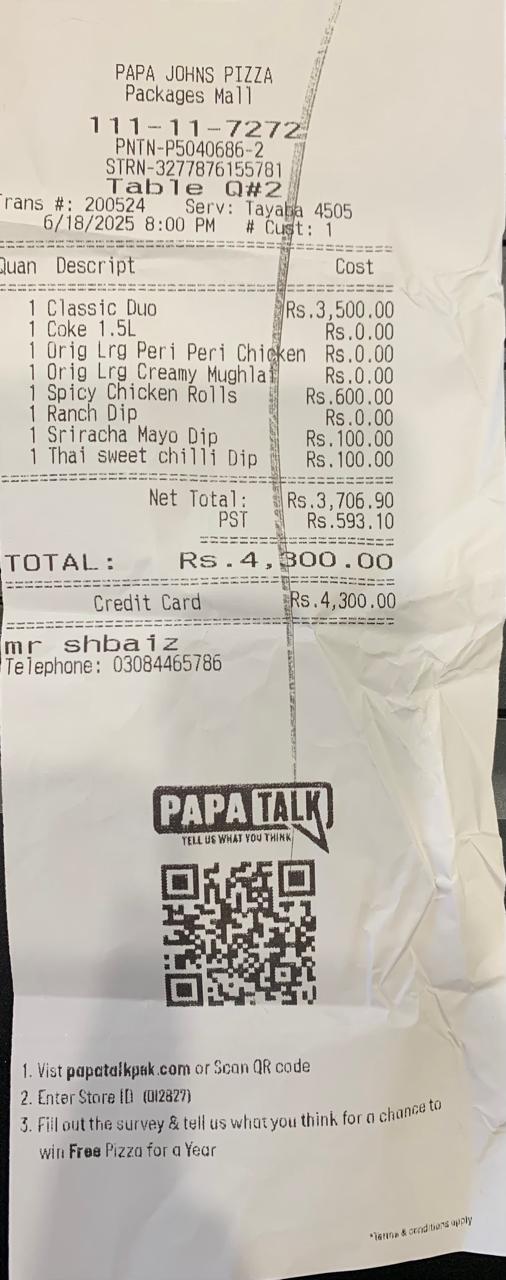 PAPA JOHNS PIZZA
Packages Mall
111-11-7272
PNTN-P5040686-2
STRN-3277876155781
Table Q#2
rans #: 200524 Serv: Tayaba 4505
6/18/2025 8:00 PM # Cust: 1
Quan Descript Cost
1 Classic Duo Rs.3,500.00
1 Coke 1.5L Rs.0.00
1 Orig Lrg Peri Peri Chicken Rs.0.00
1 Orig Lrg Creamy Mughlai Rs.0.00
1 Spicy Chicken Rolls Rs.600.00
1 Ranch Dip Rs.0.00
1 Sriracha Mayo Dip Rs.100.00
1 Thai sweet chilli Dip Rs.100.00
Net Total: Rs.3,706.90
PST Rs.593.10
TOTAL: Rs.4,300.00
Credit Card Rs.4,300.00
mr shbaiz
Telephone: 03084465786
PAPA TALK
TELL US WHAT YOU THINK
1. Vist papatalkpak.com or Scan QR code
2. Enter Store ID (012827)
3. Fill out the survey & tell us what you think for a chance to
win Free Pizza for a Year
*Terms & conditions apply